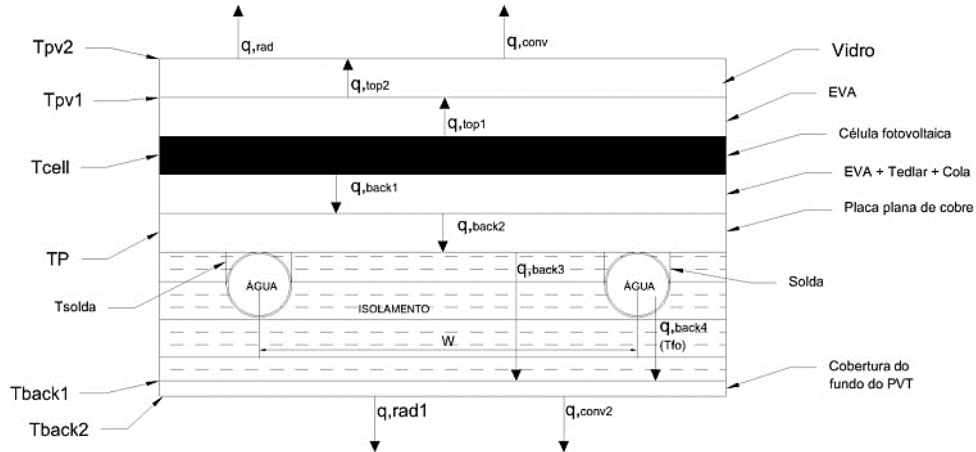 q,rad
q,conv
Tpv2
Vidro
q,top2
Tpv1
EVA
q,top1
Célula fotovoltaica
Tcell
EVA + Tedlar + Cola
q,back1
Placa plana de cobre
q,back2
TP
q,back3
Solda
ÁGUA
ÁGUA
Tsolda
ISOLAMENTO
q,back4
(Tfo)
W
Cobertura do
fundo do PVT
Tback1
Tback2
q,rad1
q,conv2